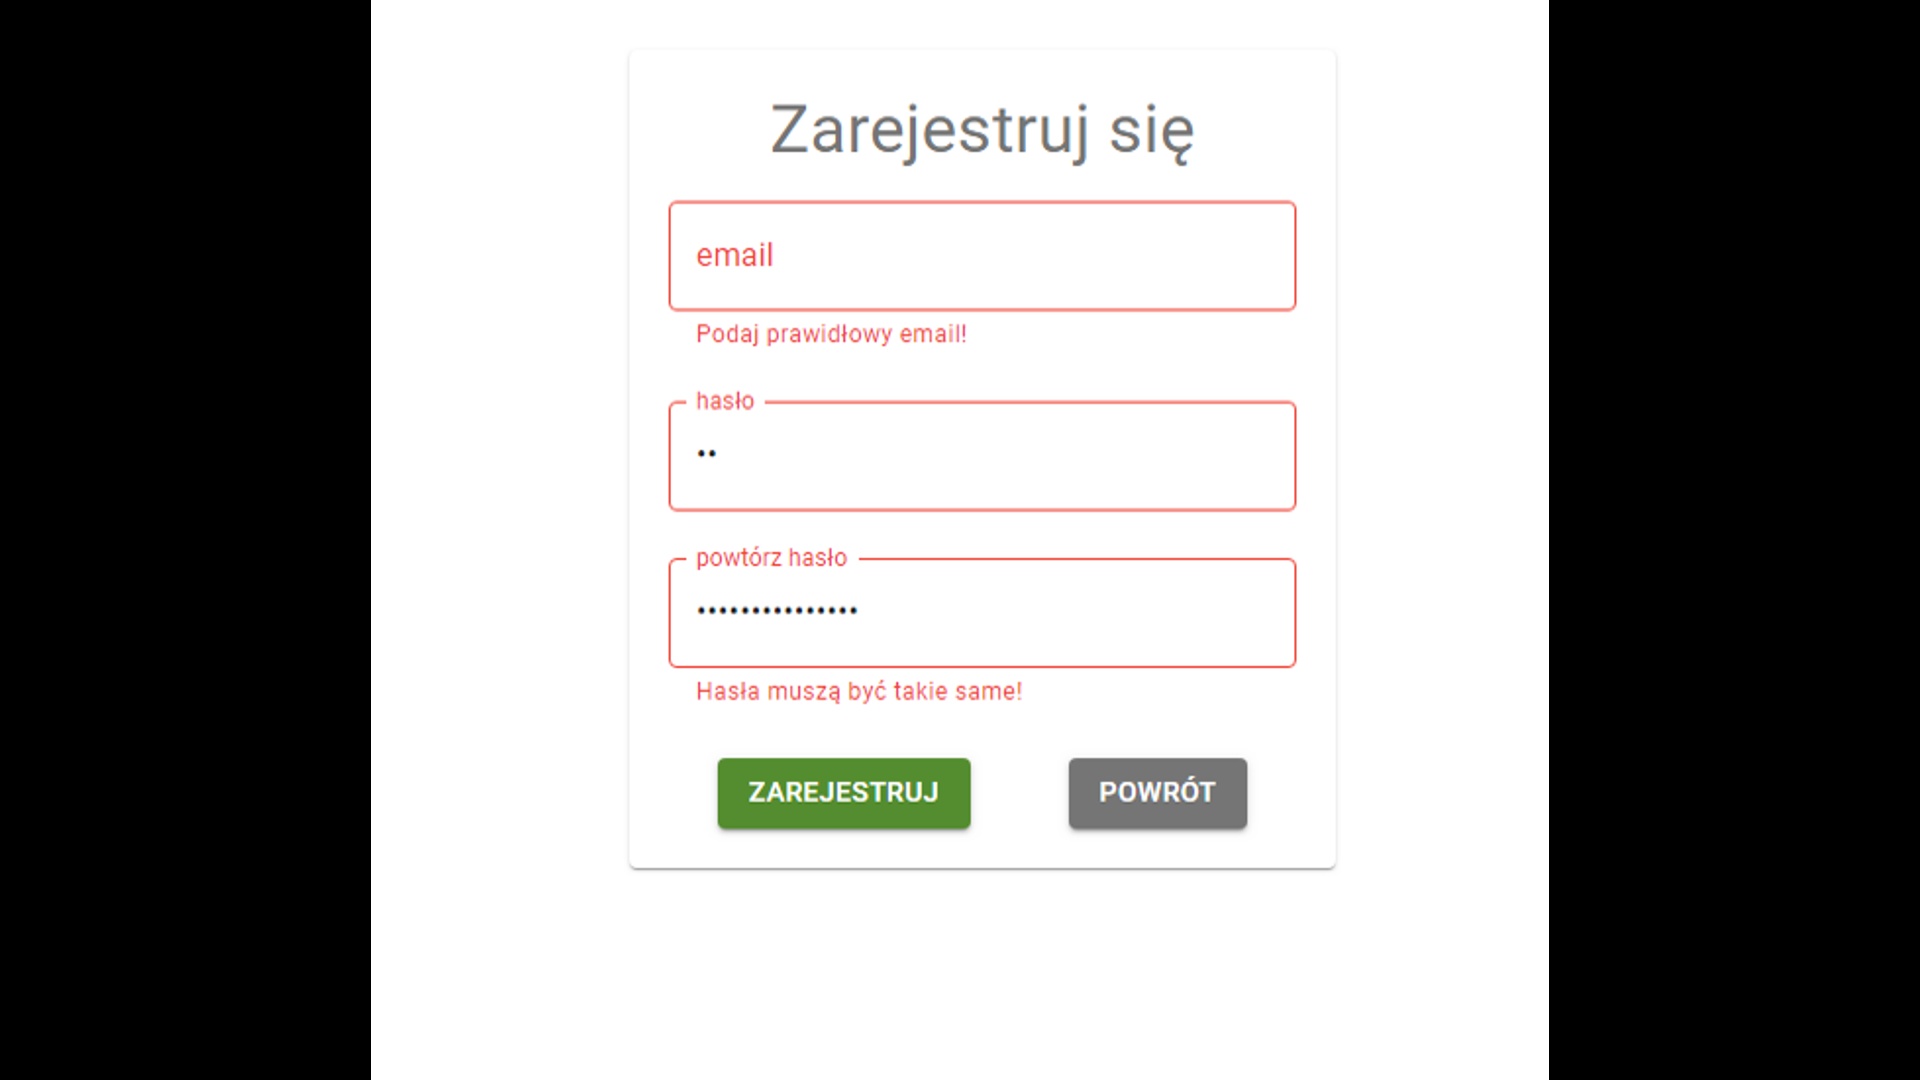 Zarejestruj się
email
Podaj prawidłowy email!
hasło
••
powtórz hasło
•••••••••••••••
Hasła muszą być takie same!
ZAREJESTRUJ POWRÓT